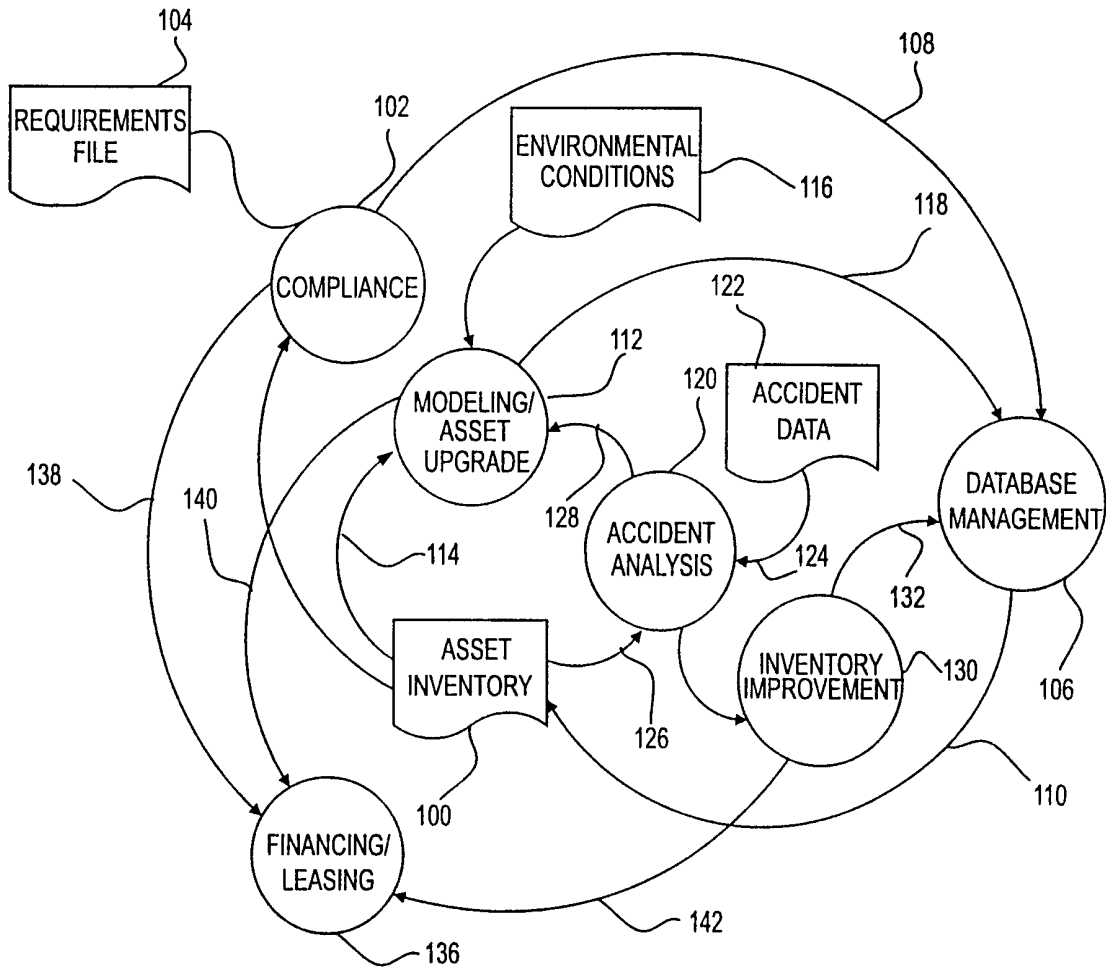 104
108
REQUIREMENTS
FILE
102
ENVIRONMENTAL
CONDITIONS
116
118
COMPLIANCE
122
112
120
MODELING/
ASSET
UPGRADE
ACCIDENT
DATA
138
140
128
DATABASE
MANAGEMENT
114
ACCIDENT
ANALYSIS
124
132
ASSET
INVENTORY
INVENTORY
IMPROVEMENT
130
106
126
100
110
FINANCING/
LEASING
142
136